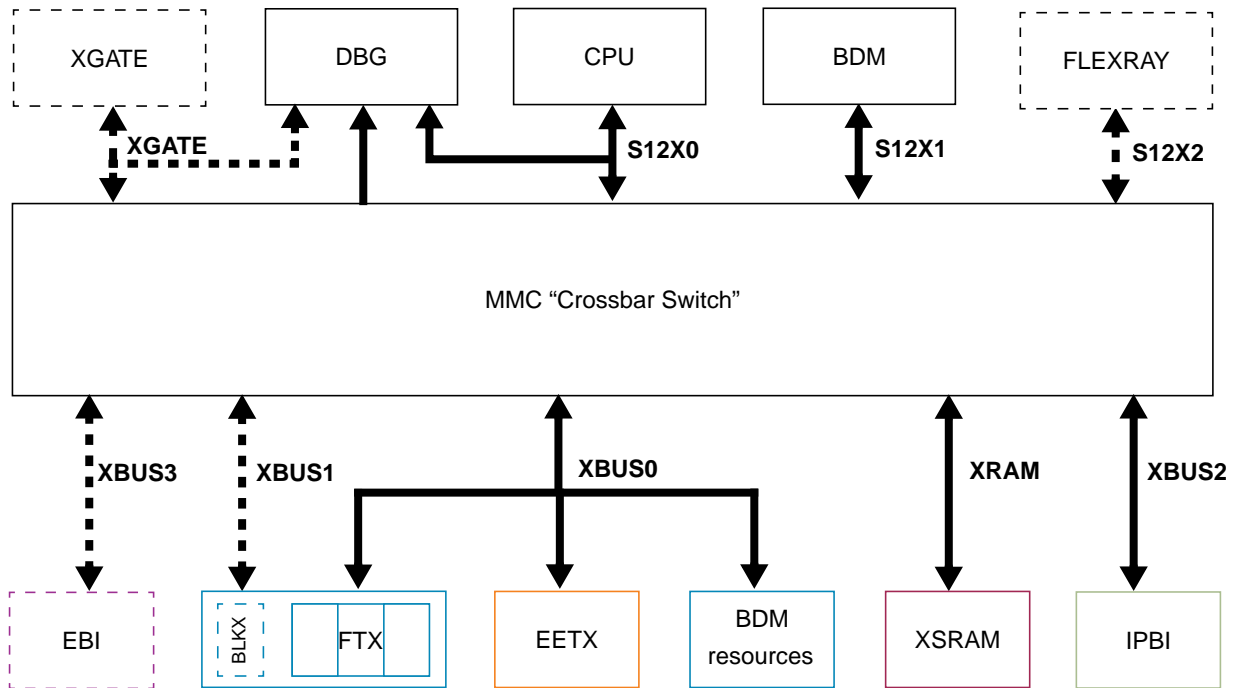 XGATE
DBG
CPU
BDM
FLEXRAY
XGATE
S12X0
S12X1
S12X2
MMC “Crossbar Switch”
XBUS3
XBUS1
XBUS0
XRAM
XBUS2
EBI
BLKX
FTX
EETX
BDM
resources
XSRAM
IPBI